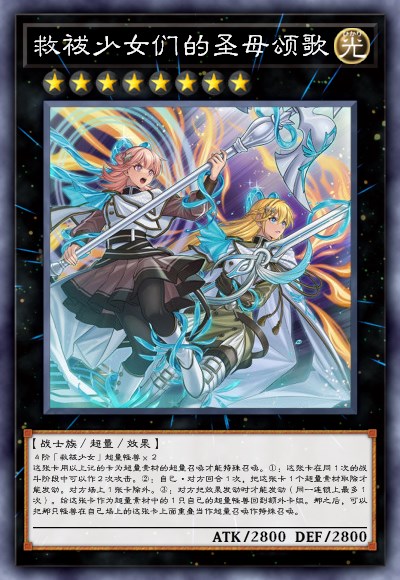 救祓少女们的圣母颂歌
光
【战士族／超量／效果】
4阶「救祓少女」超量怪兽×2
这张卡用以上记的卡为超量素材的超量召唤才能特殊召唤。①：这张卡在同1次的战
斗阶段中可以作2次攻击。②：自己·对方回合1次，把这张卡1个超量素材取除才
能发动。对方场上1张卡除外。③：对方把效果发动时才能发动（同一连锁上最多1
次）。给这张卡作为超量素材中的1只自己的超量怪兽回到额外卡组。那之后，可以
把那只怪兽在自己场上的这张卡上面重叠当作超量召唤作特殊召唤。
ATK/2800 DEF/2800